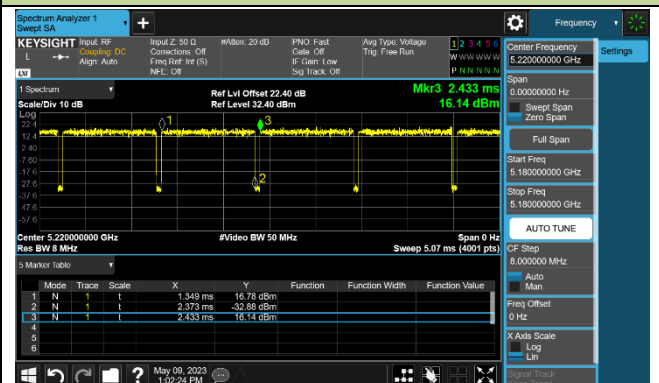 Spectrum Analyzer 1
Swept SA
Frequency
KEYSIGHT
Input: RF
Coupling: DC
Align: Auto
Input Z: 50 Ω
Corrections: Off
Freq Ref: Int (S)
NFE: Off
#Atten: 20 dB
PNO: Fast
Gate: Off
IF Gain: Low
Sig Track: Off
Avg Type: Voltage
Trig: Free Run
1 2 3 4 5 6
W W W W W W
P N N N N N
L
LXI
Center Frequency
5.220000000 GHz
Settings
Span
0.00000000 Hz
Swept Span
Zero Span
Full Span
Start Freq
5.180000000 GHz
Stop Freq
5.180000000 GHz
AUTO TUNE
CF Step
8.000000 MHz
Auto
Man
Freq Offset
0 Hz
X Axis Scale
Log
Lin
Signal Track
1 Spectrum
Scale/Div 10 dB
Ref Lvl Offset 22.40 dB
Ref Level 32.40 dBm
Mkr3 2.433 ms
16.14 dBm
Log
22.4
12.4
2.40
-7.60
-17.6
-27.6
-37.6
-47.6
-57.6
1
3
2
Center 5.220000000 GHz
#Video BW 50 MHz
Span 0 Hz
Res BW 8 MHz
Sweep 5.07 ms (4001 pts)
5 Marker Table
Mode Trace Scale X Y Function Function Width Function Value
1 N 1 t 1.349 ms 16.78 dBm
2 N 1 t 2.373 ms -32.88 dBm
3 N 1 t 2.433 ms 16.14 dBm
4
5
6
?
May 09, 2023
1:02:24 PM